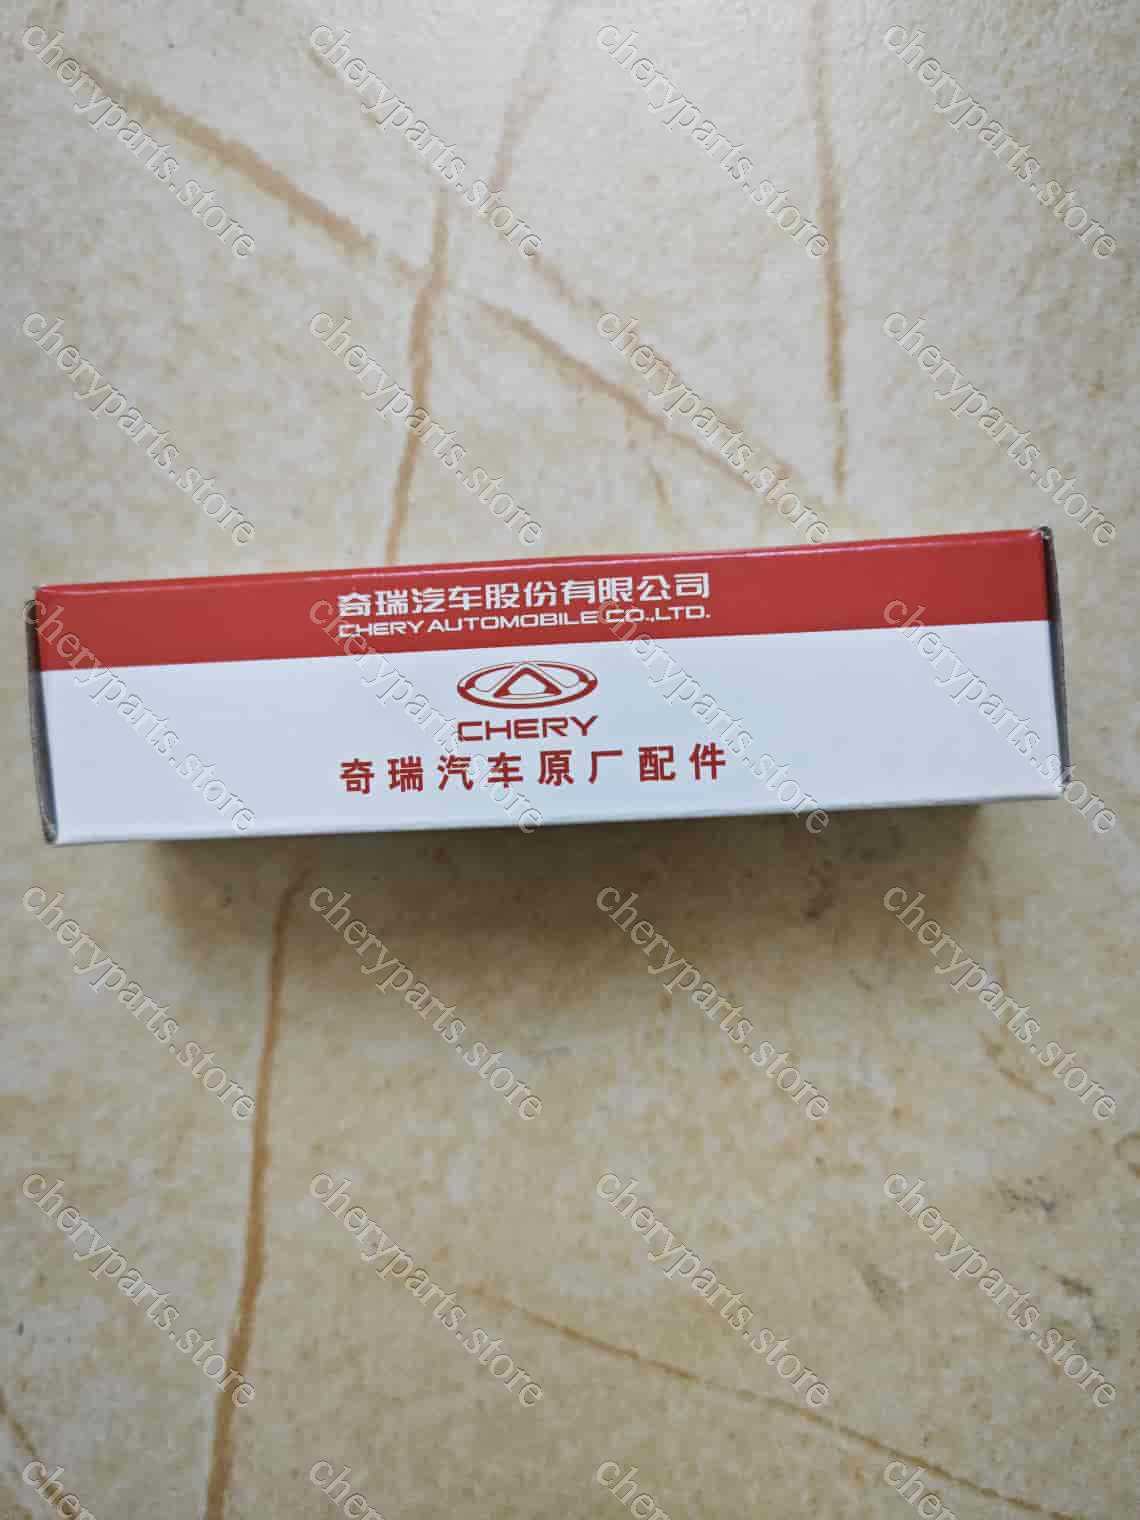 奇瑞汽车股份有限公司
CHERY AUTOMOBILE CO.,LTD.
CHERY
奇瑞汽车原厂配件
cheryparts.store